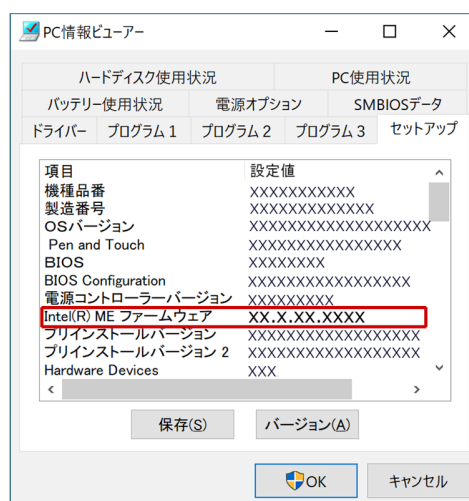 PC情報ビューアー
ハードディスク使用状況 PC使用状況
バッテリー使用状況 電源オプション SMBIOSデータ
ドライバー プログラム 1 プログラム 2 プログラム 3 セットアップ
項目 設定値
機種品番 XXXXXXXXXXX
製造番号 XXXXXXXXXXXXX
OSバージョン XXXXXXXXXXXXXXXXXXX
Pen and Touch XXXXXXXXXXXXXXXX
BIOS XXXXXXXX
BIOS Configuration XXXXXXXXXXXXXXXXX
電源コントローラーバージョン XXXXXXXXX
Intel(R) ME ファームウェア XX.X.XX.XXXX
プリインストールバージョン XXXXXXXXXXXXXXXXXX
プリインストールバージョン 2 XXXXXXXXXXXXXXXXXX
Hardware Devices XXX
保存(S) バージョン(A)
OK キャンセル